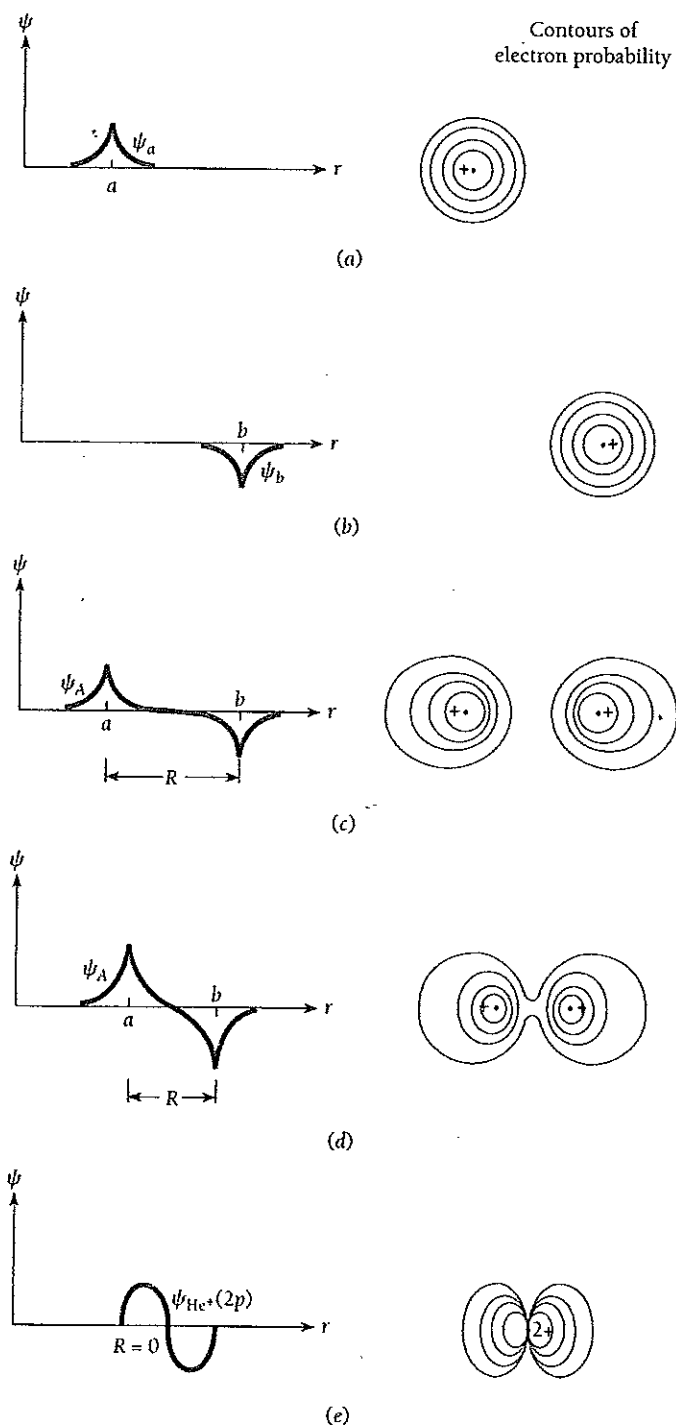 Contours of
electron probability
ψ
ψa
a
r
+
(a)
ψ
b
r
ψb
+
(b)
ψ
ψA
a
b
r
R
+
+
(c)
ψ
ψA
a
b
r
R
+
+
(d)
ψ
ψHe+(2p)
R = 0
r
2+
(e)